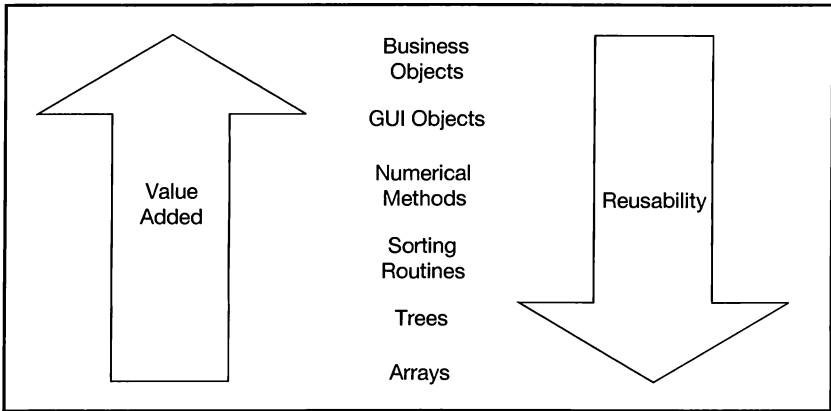 Business
Objects
GUI Objects
Numerical
Methods
Value
Added
Reusability
Sorting
Routines
Trees
Arrays